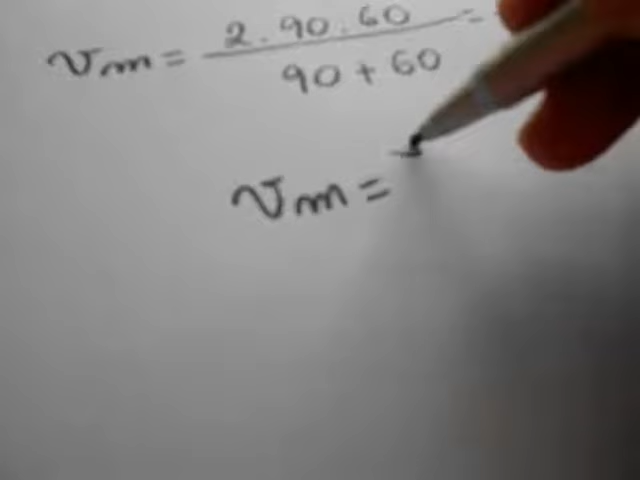 Vm = 2.90.60 =
90 + 60
Vm =